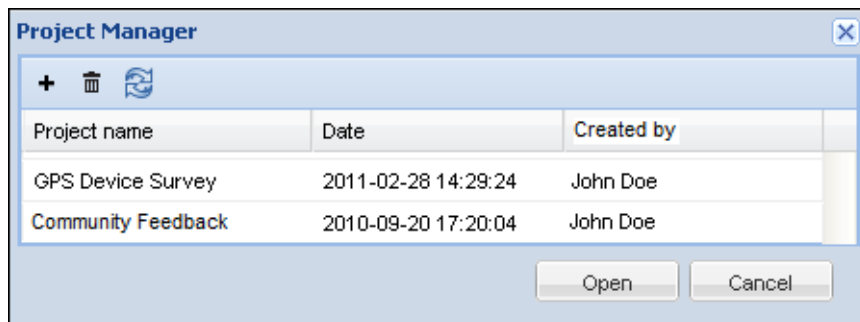 Project Manager
Project name Date Created by
GPS Device Survey 2011-02-28 14:29:24 John Doe
Community Feedback 2010-09-20 17:20:04 John Doe
Open Cancel